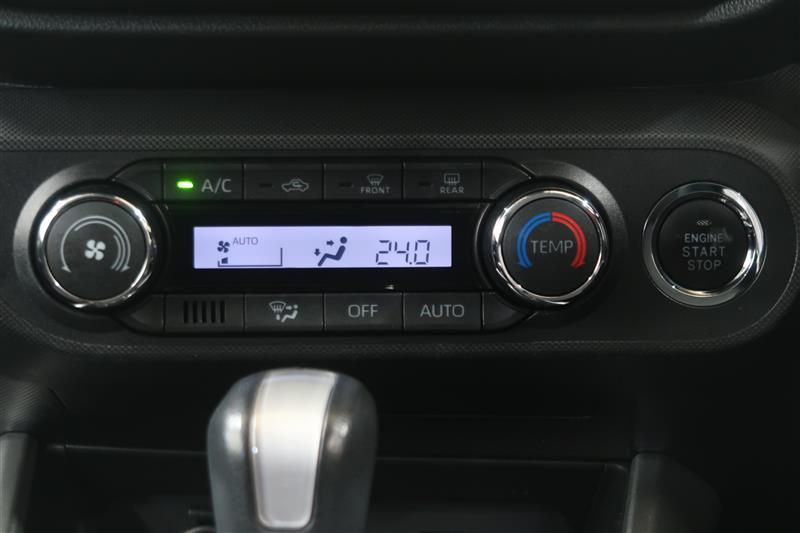 A/C
FRONT
REAR
AUTO
24.0
TEMP
ENGINE
START
STOP
OFF
AUTO